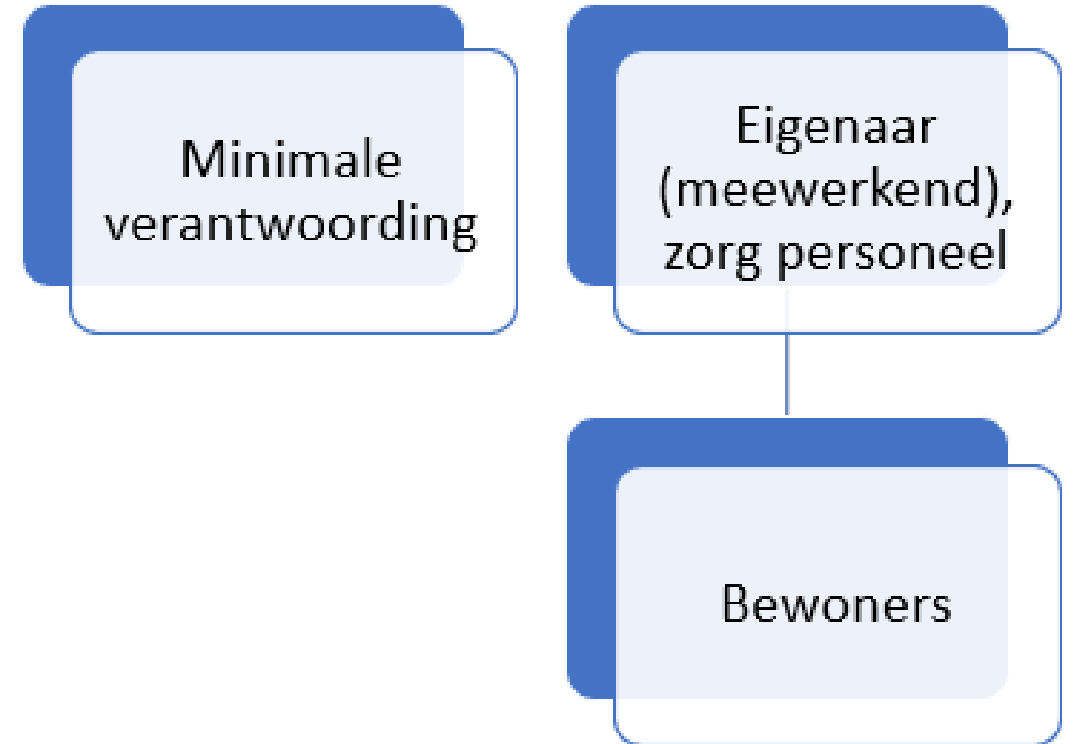 Minimale
verantwoording
Eigenaar
(meewerkend),
zorg personeel
Bewoners